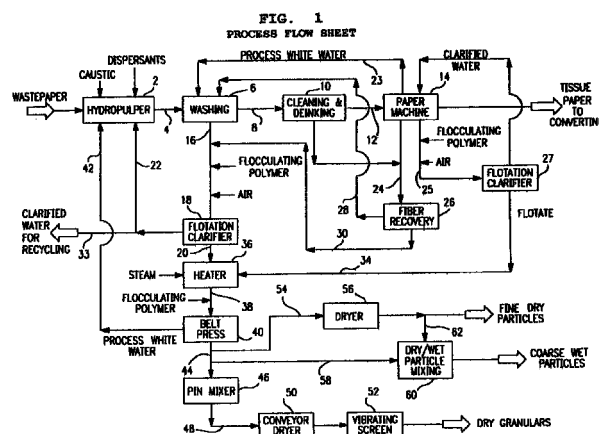 FIG. 1
PROCESS FLOW SHEET
DISPERSANTS
CAUSTIC
2
WASTEPAPER
HYDROPULPER
4
PROCESS WHITE WATER
23
6
WASHING
8
10
CLEANING & DEINKING
12
CLARIFIED WATER
14
PAPER MACHINE
TISSUE PAPER TO CONVERTIN
42
22
16
FLOCCULATING POLYMER
AIR
FLOCCULATING POLYMER
AIR
24
25
27
FLOTATION CLARIFIER
28
26
FIBER RECOVERY
FLOTATE
CLARIFIED WATER FOR RECYCLING
33
18
FLOTATION CLARIFIER
20
30
36
34
STEAM
HEATER
FLOCCULATING POLYMER
38
BELT PRESS
40
PROCESS WHITE WATER
44
54
56
DRYER
FINE DRY PARTICLES
62
58
DRY/WET PARTICLE MIXING
60
COARSE WET PARTICLES
PIN MIXER
46
48
50
CONVEYOR DRYER
52
VIBRATING SCREEN
DRY GRANULARS